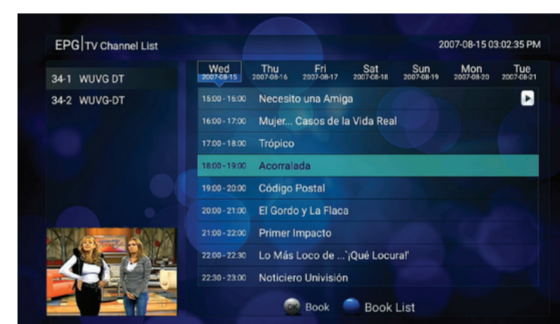 EPG TV Channel List
2007-08-15 03:02:35 PM
34-1 WUVG DT
34-2 WUVG-DT
Wed Thu Fri Sat Sun Mon Tue
2007-08-15 2007-08-16 2007-08-17 2007-08-18 2007-08-19 2007-08-20 2007-08-21
15:00 - 16:00 Necesito una Amiga
16:00 - 17:00 Mujer... Casos de la Vida Real
17:00 - 18:00 Trópico
18:00 - 19:00 Acorralada
19:00 - 20:00 Código Postal
20:00 - 21:00 El Gordo y La Flaca
21:00 - 22:00 Primer Impacto
22:00 - 22:30 Lo Más Loco de ...'¡Qué Locura!'
22:30 - 23:00 Noticiero Univisión
OK Book Book List